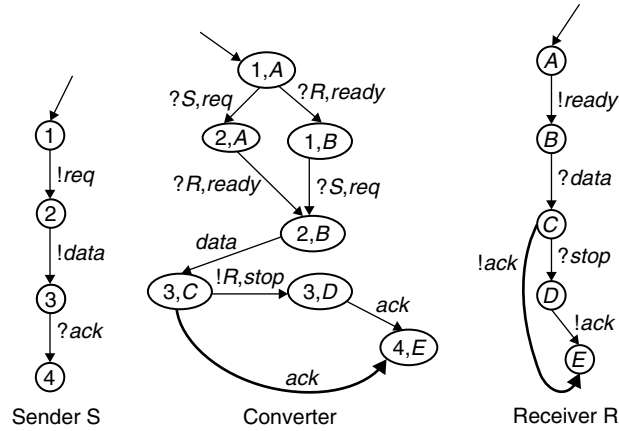 1
!req
2
!data
3
?ack
4
Sender S
1,A
?S,req
?R,ready
2,A
1,B
?R,ready
?S,req
2,B
data
3,C
!R,stop
3,D
ack
4,E
ack
Converter
A
!ready
B
?data
C
!ack
?stop
D
!ack
E
Receiver R